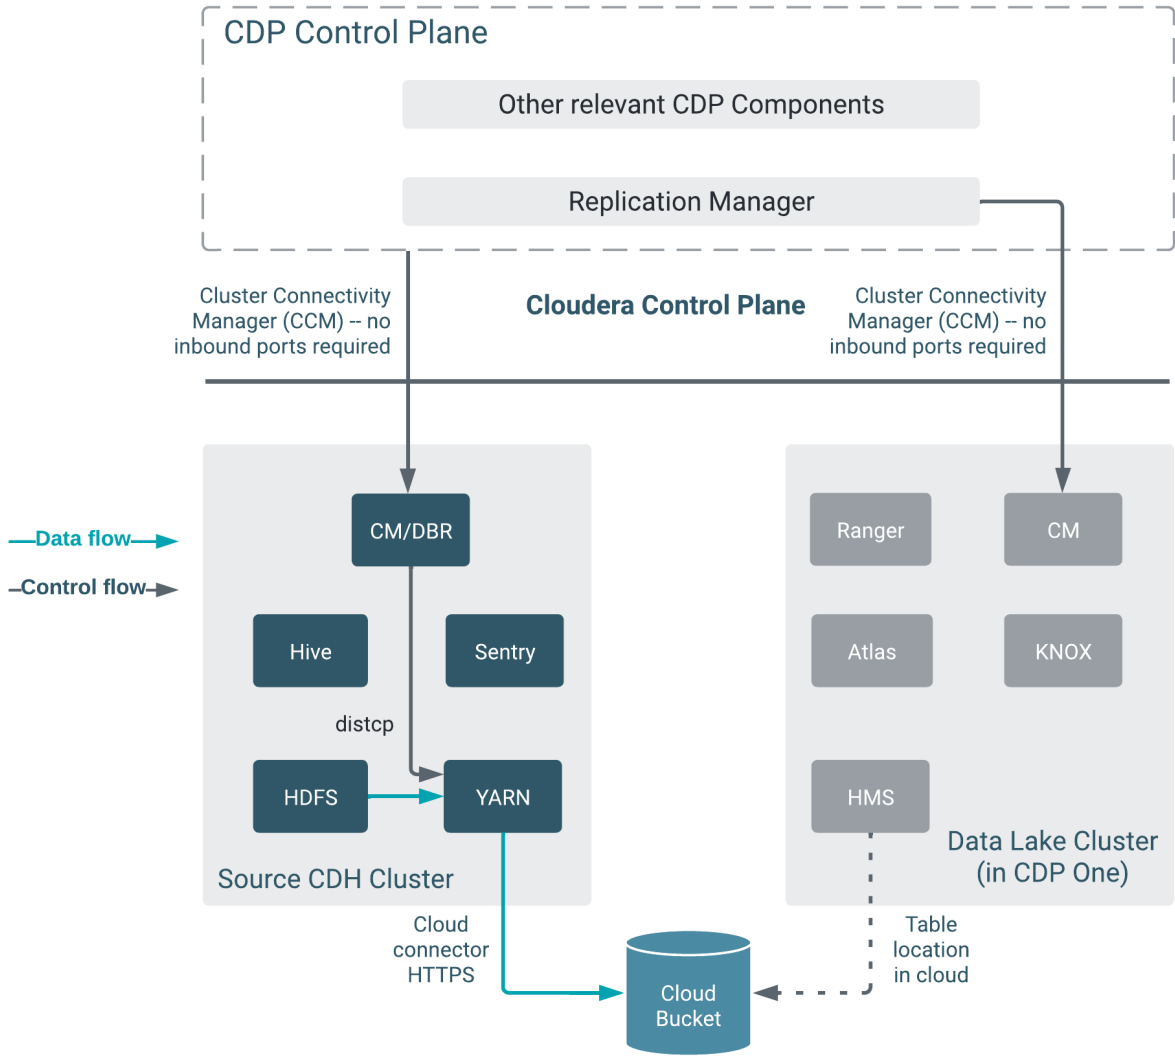 CDP Control Plane
Other relevant CDP Components
Replication Manager
Cluster Connectivity
Manager (CCM) -- no
inbound ports required
Cloudera Control Plane
Cluster Connectivity
Manager (CCM) -- no
inbound ports required
Data flow
Control flow
CM/DBR
Hive
Sentry
distcp
HDFS
YARN
Source CDH Cluster
Ranger
CM
Atlas
KNOX
HMS
Data Lake Cluster
(in CDP One)
Cloud
connector
HTTPS
Cloud
Bucket
Table
location
in cloud